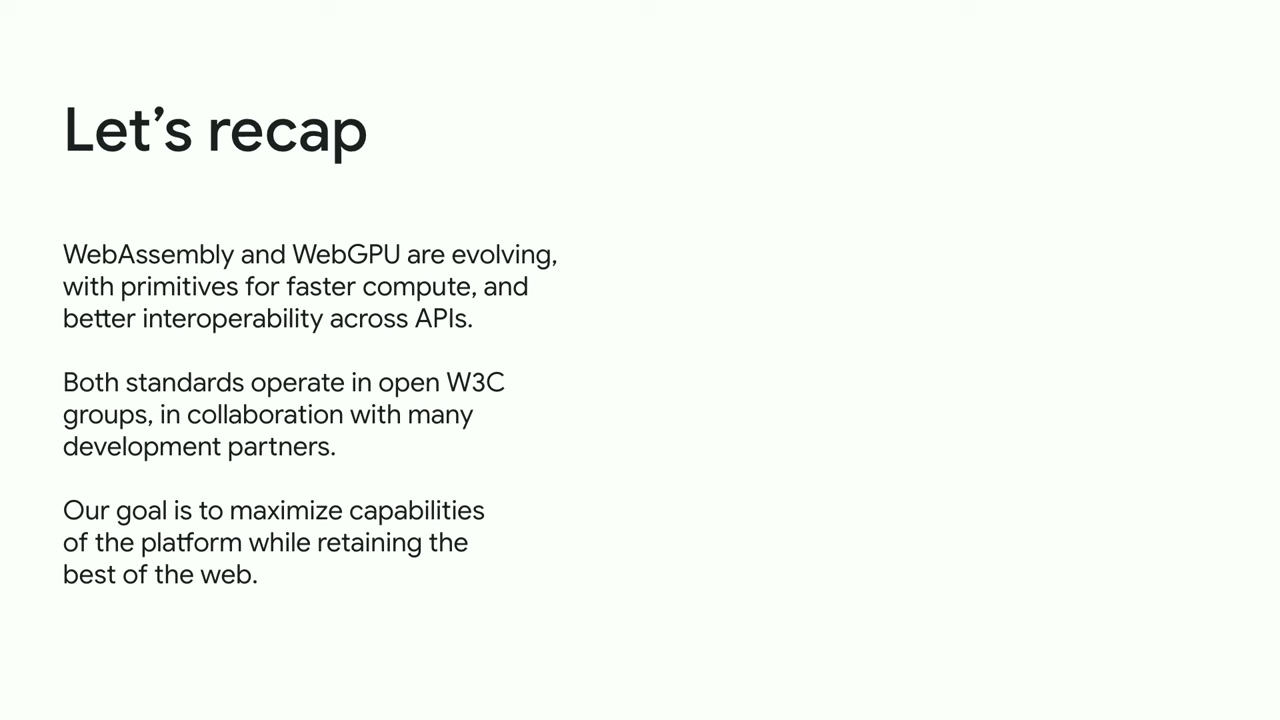 Let’s recap
WebAssembly and WebGPU are evolving,
with primitives for faster compute, and
better interoperability across APIs.
Both standards operate in open W3C
groups, in collaboration with many
development partners.
Our goal is to maximize capabilities
of the platform while retaining the
best of the web.